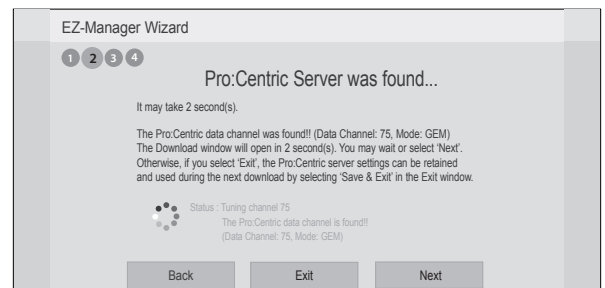 EZ-Manager Wizard
1 2 3 4
Pro:Centric Server was found...
It may take 2 second(s).
The Pro:Centric data channel was found!! (Data Channel: 75, Mode: GEM)
The Download window will open in 2 second(s). You may wait or select ‘Next’.
Otherwise, if you select ‘Exit’, the Pro:Centric server settings can be retained
and used during the next download by selecting ‘Save & Exit’ in the Exit window.
Status : Tuning channel 75
The Pro:Centric data channel is found!!
(Data Channel: 75, Mode: GEM)
Back Exit Next